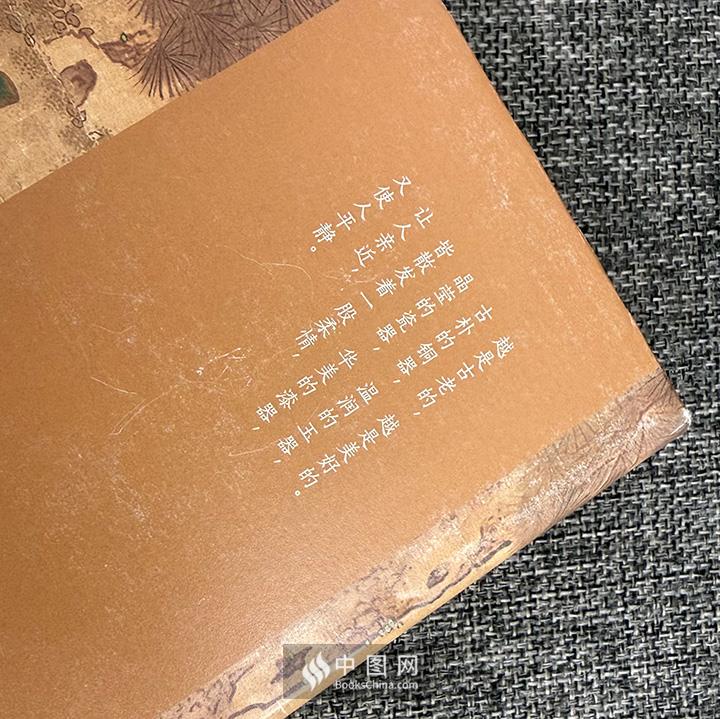 越是古老的，越是美好的。
古朴的铜器，温润的玉器，
晶莹的瓷器，华美的漆器，
皆散发着一股柔情，
让人亲近，
又使人平静。
中图网
BooksChina.com